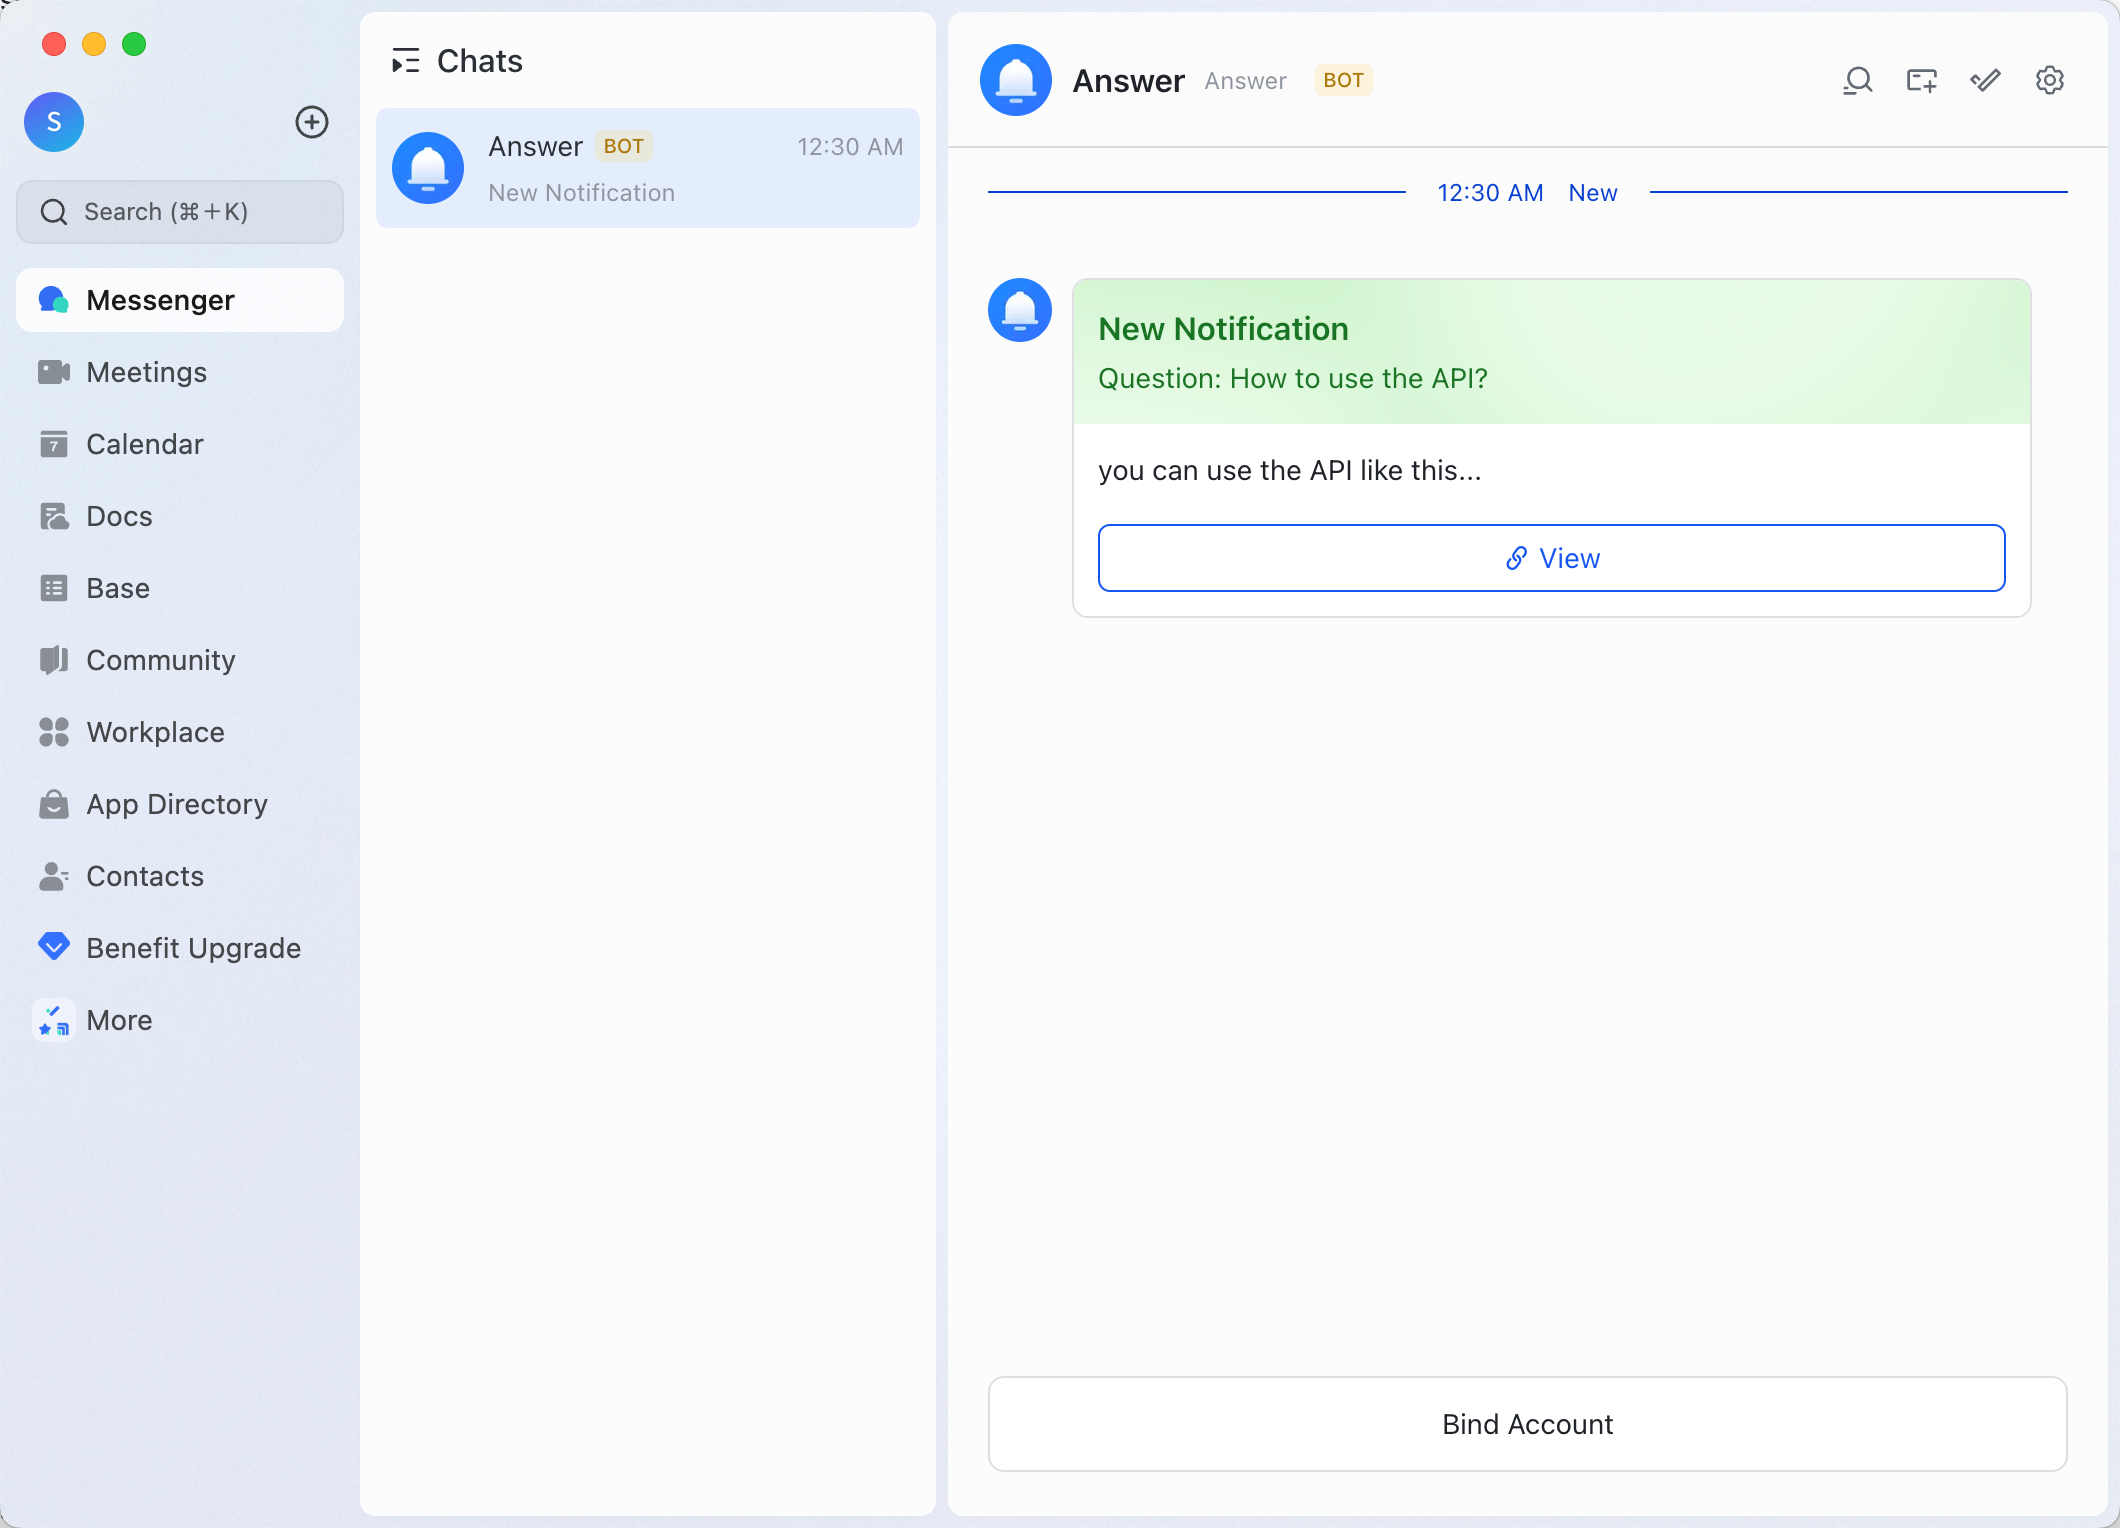 S
Search (⌘+K)
Messenger
Meetings
7
Calendar
Docs
Base
Community
Workplace
App Directory
Contacts
Benefit Upgrade
More
Chats
Answer BOT 12:30 AM
New Notification
Answer Answer BOT
12:30 AM New
New Notification
Question: How to use the API?
you can use the API like this...
View
Bind Account